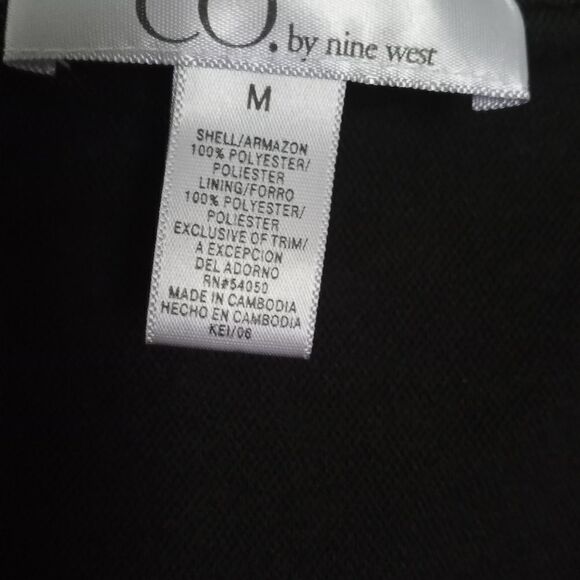 CO. by nine west
M
SHELL/ARMAZON
100% POLYESTER/
POLIESTER
LINING/FORRO
100% POLYESTER/
POLIESTER
EXCLUSIVE OF TRIM/
A EXCEPCION
DEL ADORNO
RN#54050
MADE IN CAMBODIA
HECHO EN CAMBODIA
KEI/06